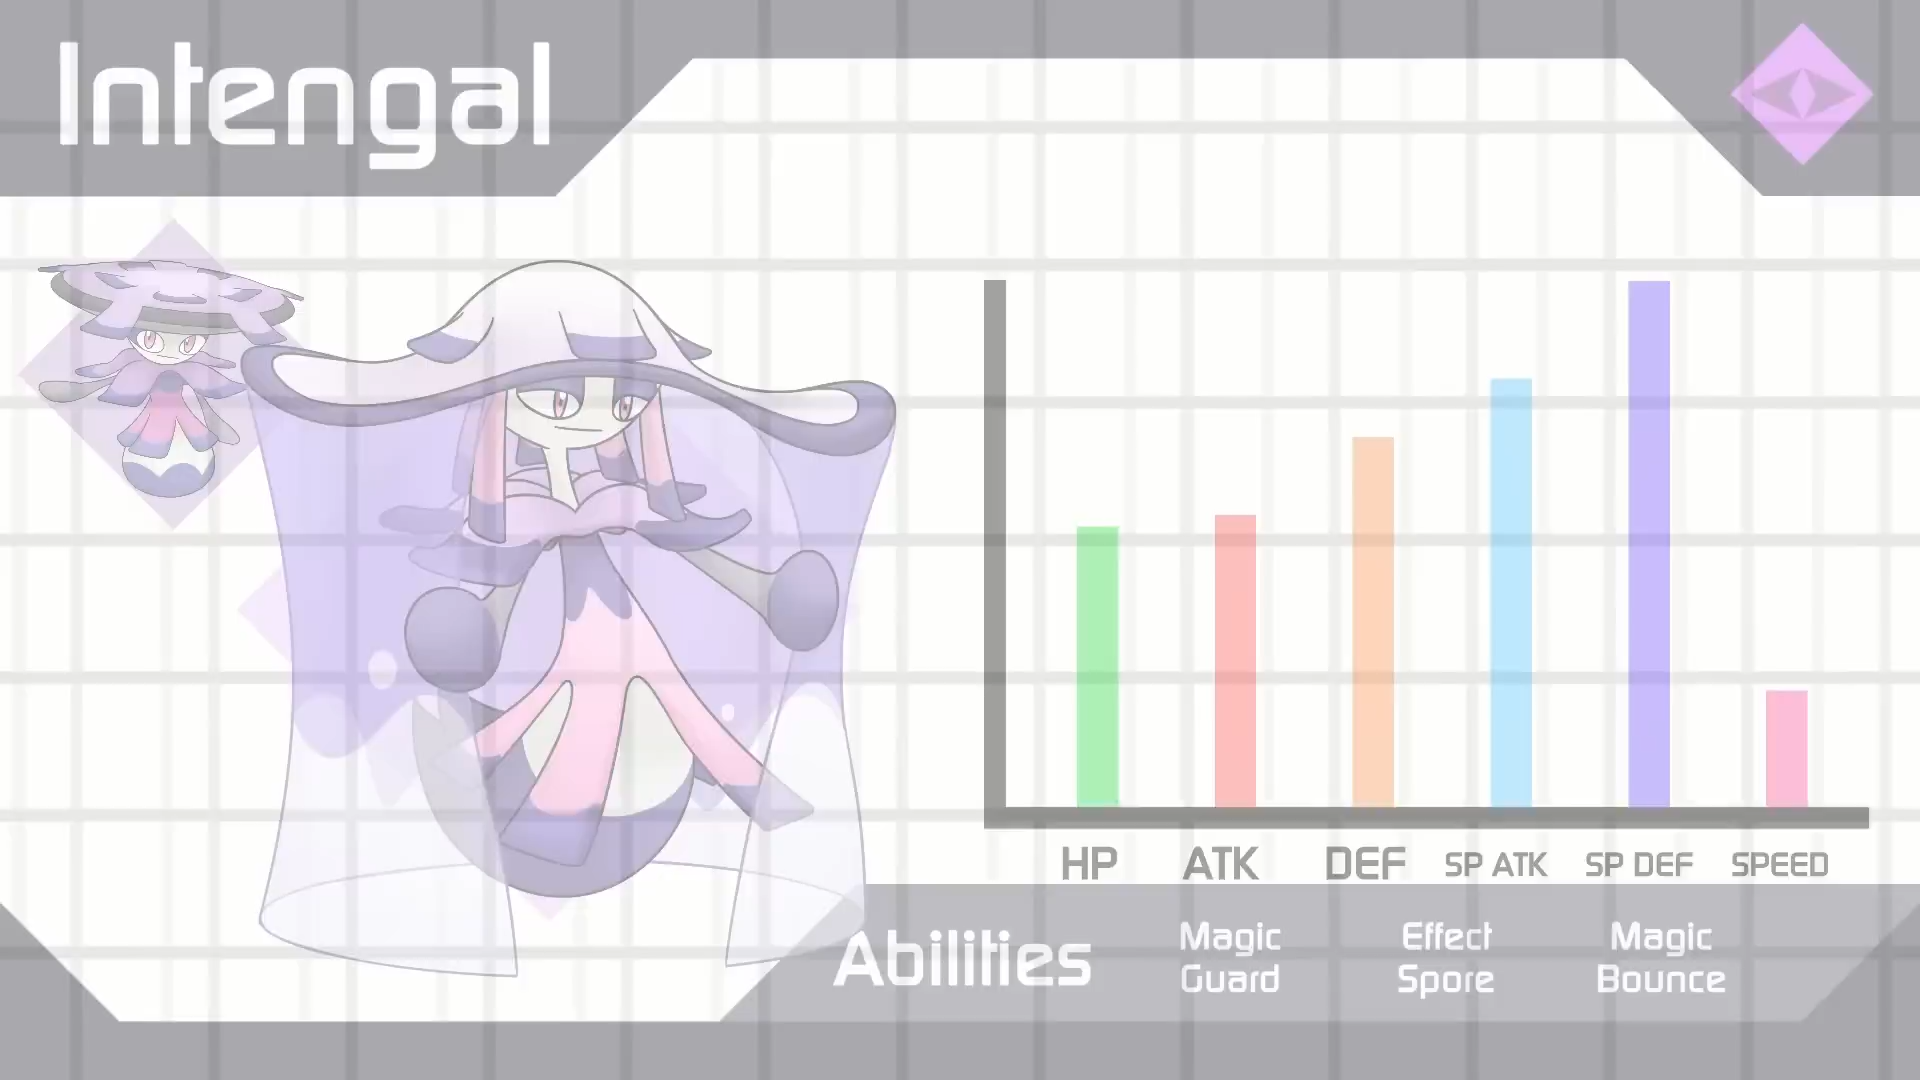 Intengal
HP ATK DEF SP ATK SP DEF SPEED
Abilities
Magic
Guard
Effect
Spore
Magic
Bounce